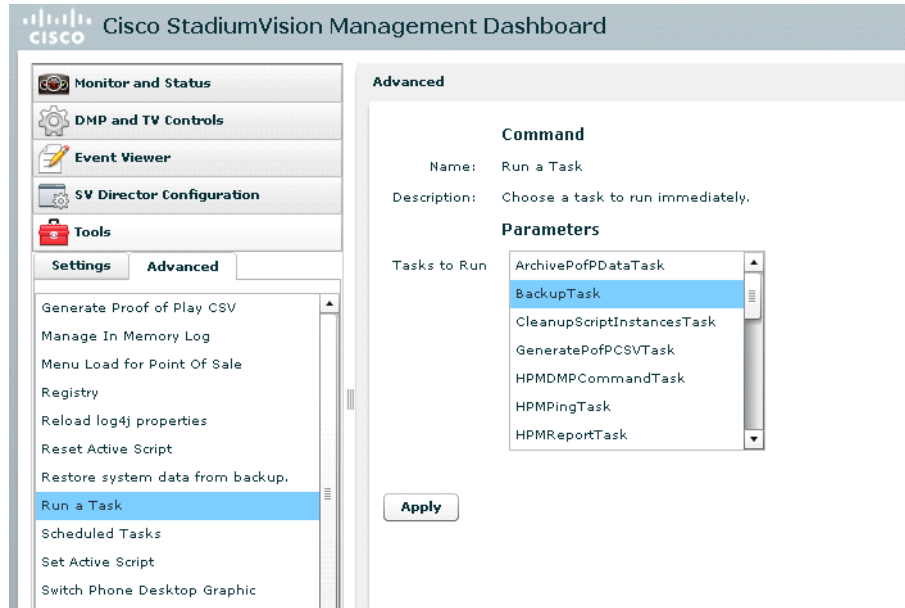 CISCO
Cisco StadiumVision Management Dashboard
Monitor and Status
DMP and TV Controls
Event Viewer
SV Director Configuration
Tools
Settings
Advanced
Generate Proof of Play CSV
Manage In Memory Log
Menu Load for Point Of Sale
Registry
Reload log4j properties
Reset Active Script
Restore system data from backup.
Run a Task
Scheduled Tasks
Set Active Script
Switch Phone Desktop Graphic
Advanced
Command
Name: Run a Task
Description: Choose a task to run immediately.
Parameters
Tasks to Run
ArchivePofPDataTask
BackupTask
CleanupScriptInstancesTask
GeneratePofPCSVTask
HPMDMPCommandTask
HPMPingTask
HPMReportTask
Apply